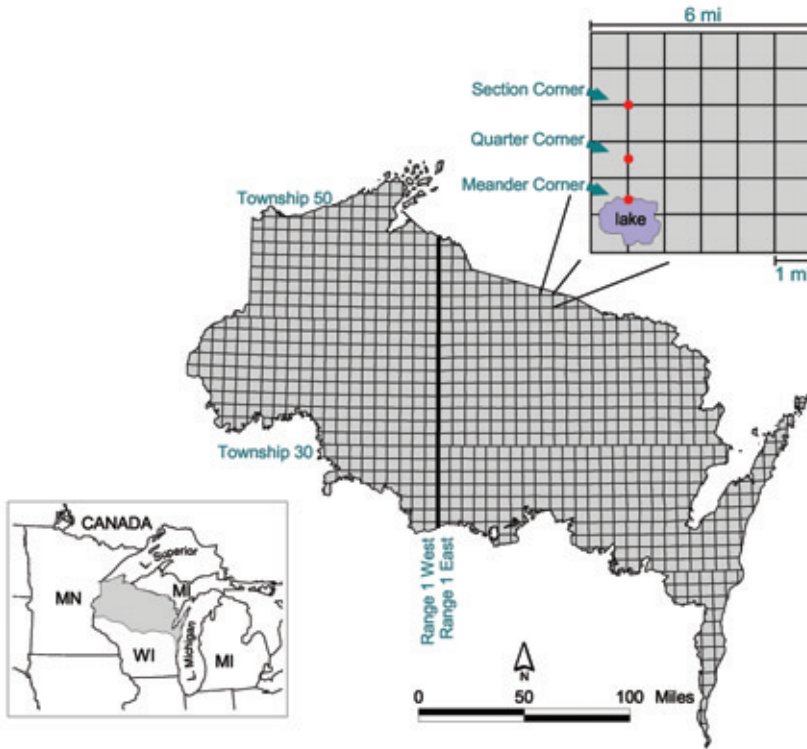 6 mi
Section Corner
Quarter Corner
Meander Corner
lake
1 m
Township 50
Township 30
Range 1 West
Range 1 East
CANADA
L. Superior
MN
MI
WI
L. Michigan
MI
N
0 50 100 Miles